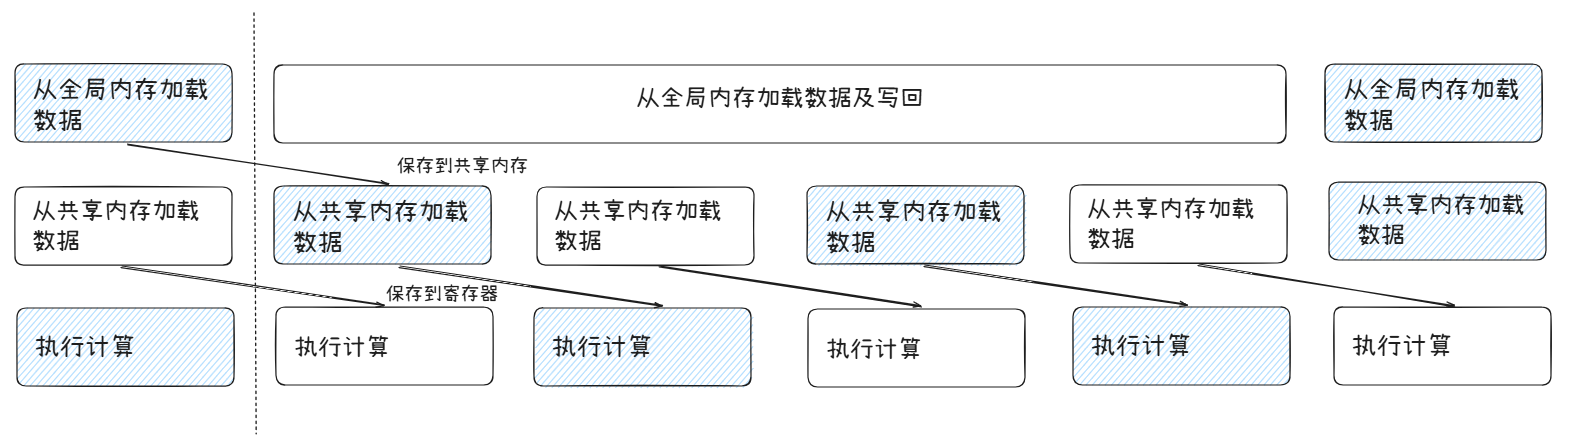 从全局内存加载
数据
从全局内存加载数据及写回
从全局内存加载
数据
保存到共享内存
从共享内存加载
数据
从共享内存加载
数据
从共享内存加载
数据
从共享内存加载
数据
从共享内存加载
数据
从共享内存加载
数据
保存到寄存器
执行计算
执行计算
执行计算
执行计算
执行计算
执行计算